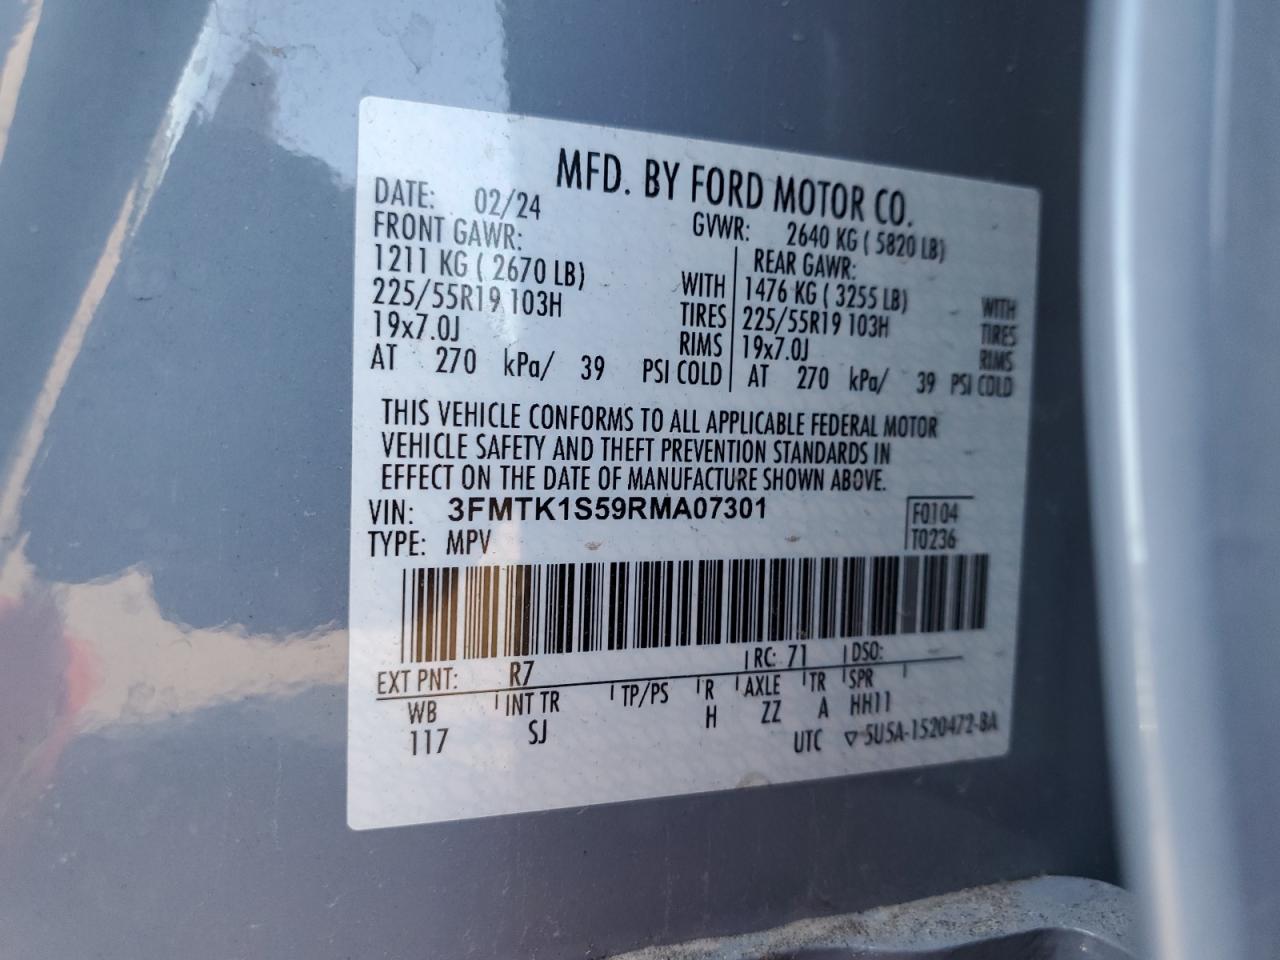 MFD. BY FORD MOTOR CO.
DATE: 02/24 GVWR: 2640 KG ( 5820 LB)
FRONT GAWR: REAR GAWR:
1211 KG ( 2670 LB) WITH 1476 KG ( 3255 LB) WITH
225/55R19 103H TIRES 225/55R19 103H TIRES
19x7.0J RIMS 19x7.0J RIMS
AT 270 kPa/ 39 PSI COLD AT 270 kPa/ 39 PSI COLD
THIS VEHICLE CONFORMS TO ALL APPLICABLE FEDERAL MOTOR
VEHICLE SAFETY AND THEFT PREVENTION STANDARDS IN
EFFECT ON THE DATE OF MANUFACTURE SHOWN ABOVE.
VIN: 3FMTK1S59RMA07301 F0104
TYPE: MPV T0236
EXT PNT: R7 RC: 71 DSO:
WB INT TR TP/PS R AXLE TR SPR
117 SJ H ZZ A HH11
UTC ▽ 5U5A-1520472-BA